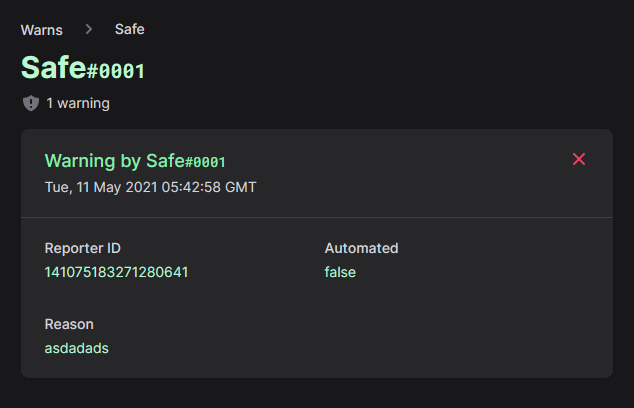 Warns > Safe
Safe#0001
1 warning
Warning by Safe#0001
Tue, 11 May 2021 05:42:58 GMT
Reporter ID Automated
141075183271280641 false
Reason
asdadads